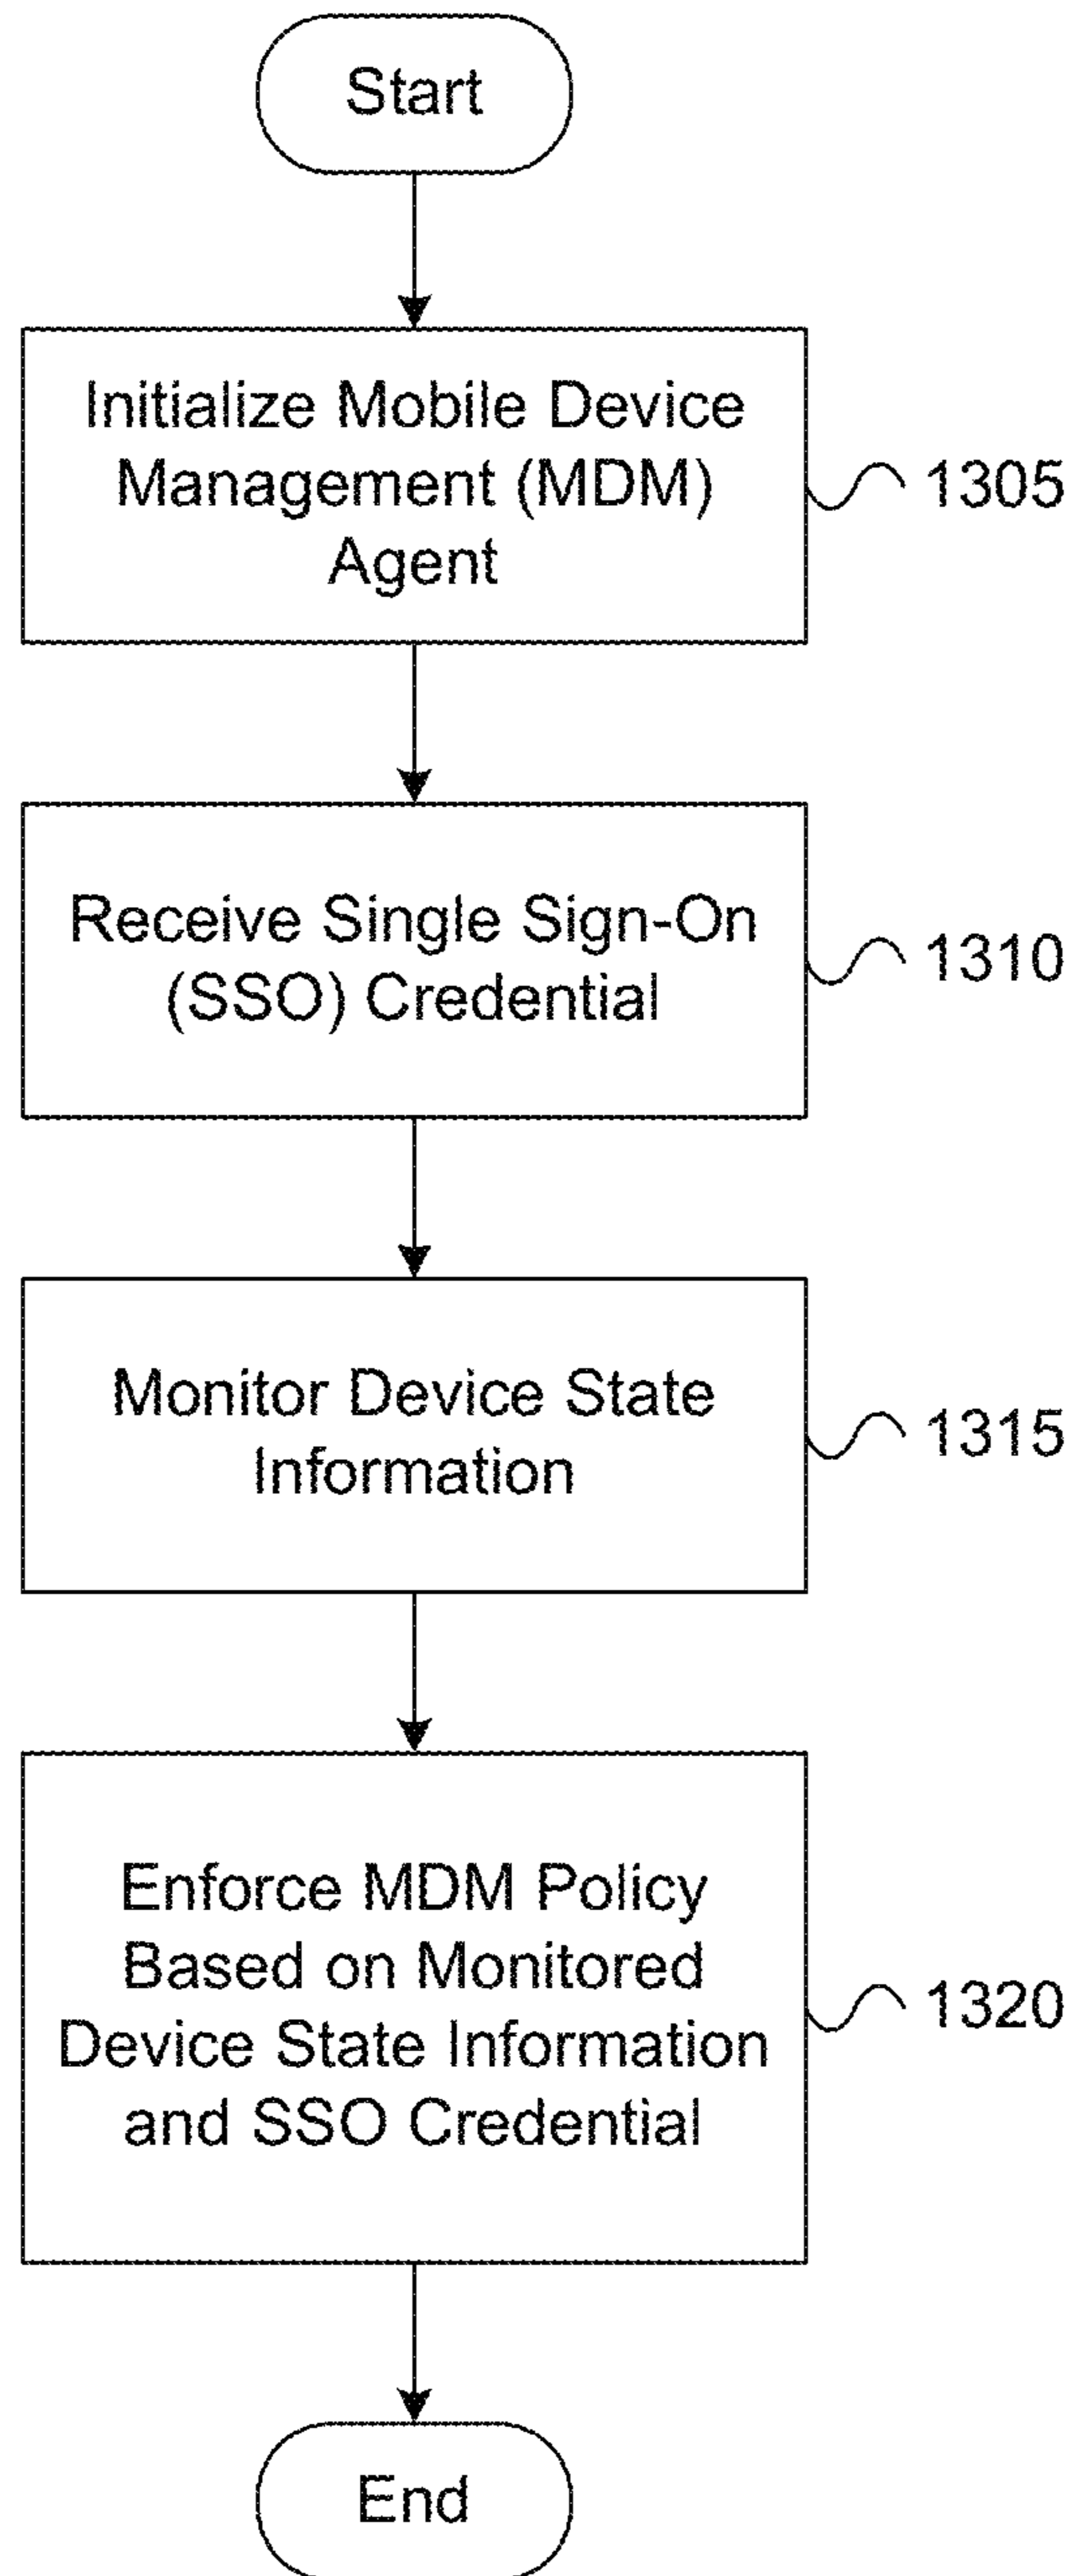 Start
Initialize Mobile Device
Management (MDM)
Agent
1305
Receive Single Sign-On
(SSO) Credential
1310
Monitor Device State
Information
1315
Enforce MDM Policy
Based on Monitored
Device State Information
and SSO Credential
1320
End